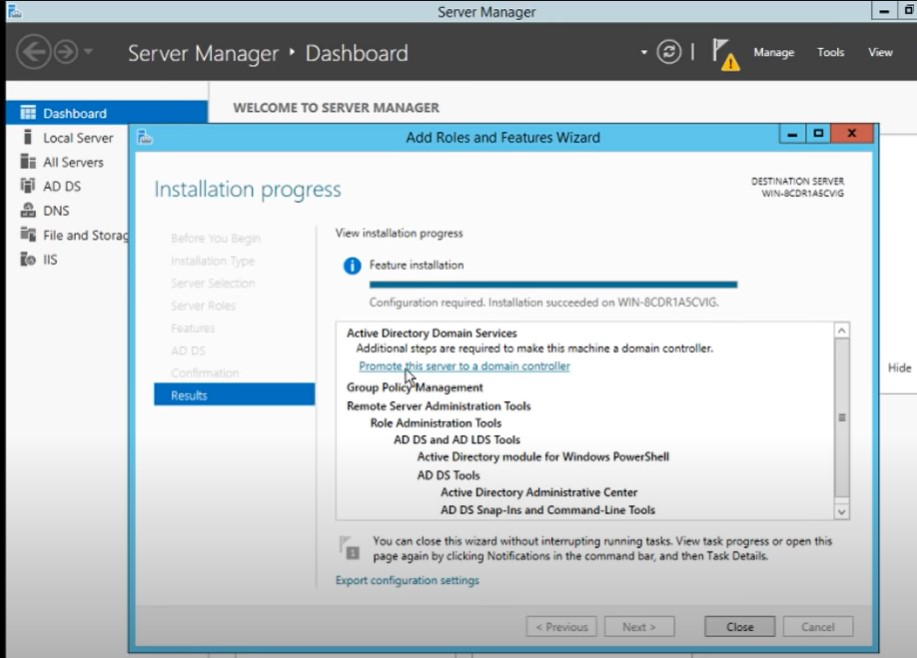 Server Manager
Server Manager ‣ Dashboard
Manage
Tools
View
Dashboard
Local Server
All Servers
AD DS
DNS
File and Storag
IIS
WELCOME TO SERVER MANAGER
Hide
Add Roles and Features Wizard
Installation progress
DESTINATION SERVER
WIN-8CDR1A5CVIG
Before You Begin
Installation Type
Server Selection
Server Roles
Features
AD DS
Confirmation
Results
View installation progress
Feature installation
Configuration required. Installation succeeded on WIN-8CDR1A5CVIG.
Active Directory Domain Services
Additional steps are required to make this machine a domain controller.
Promote this server to a domain controller
Group Policy Management
Remote Server Administration Tools
Role Administration Tools
AD DS and AD LDS Tools
Active Directory module for Windows PowerShell
AD DS Tools
Active Directory Administrative Center
AD DS Snap-Ins and Command-Line Tools
1
You can close this wizard without interrupting running tasks. View task progress or open this
page again by clicking Notifications in the command bar, and then Task Details.
Export configuration settings
< Previous
Next >
Close
Cancel